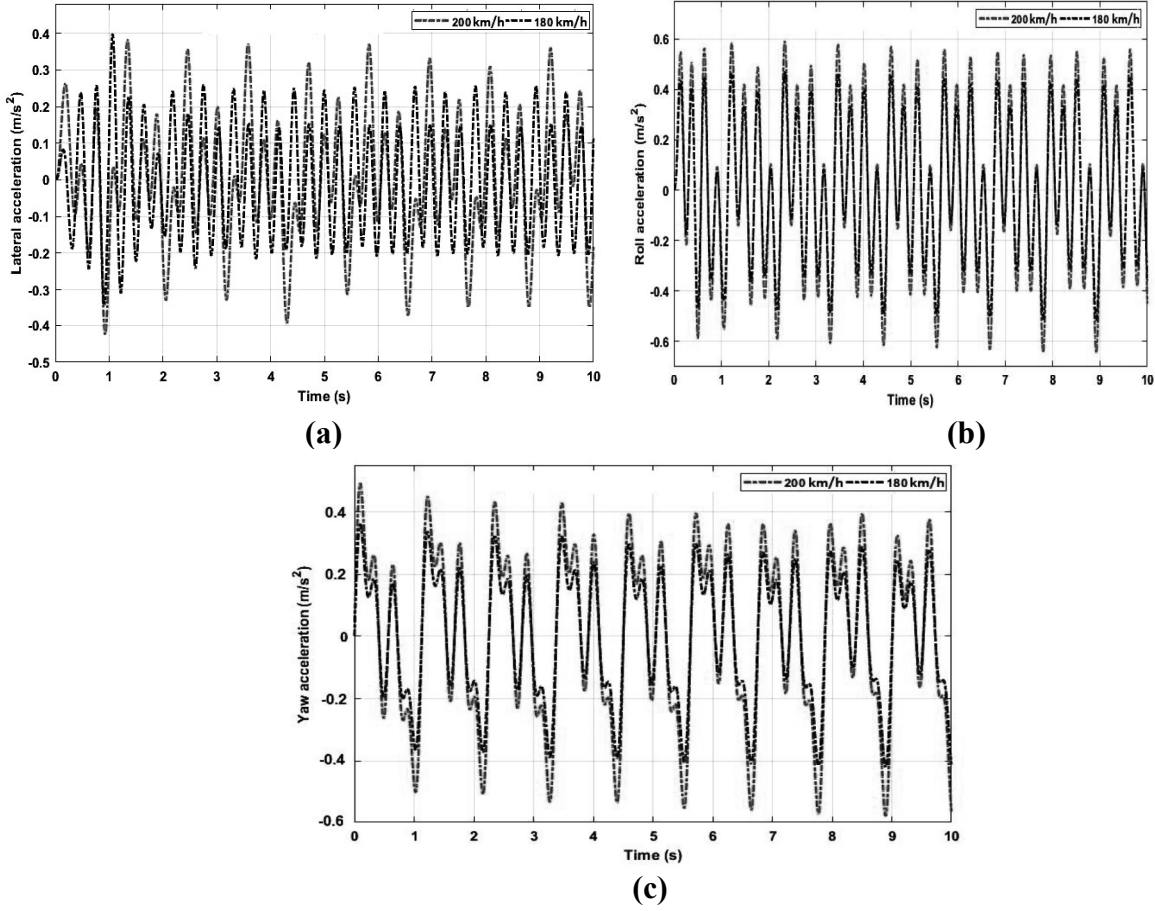 200 km/h 180 km/h
0.4
0.3
0.2
0.1
0
-0.1
-0.2
-0.3
-0.4
-0.5
Lateral acceleration (m/s²)
0 1 2 3 4 5 6 7 8 9 10
Time (s)
(a)
200 km/h 180 km/h
0.6
0.4
0.2
0
-0.2
-0.4
-0.6
Roll acceleration (m/s²)
0 1 2 3 4 5 6 7 8 9 10
Time (s)
(b)
200 km/h 180 km/h
0.4
0.2
0
-0.2
-0.4
-0.6
Yaw acceleration (m/s²)
0 1 2 3 4 5 6 7 8 9 10
Time (s)
(c)